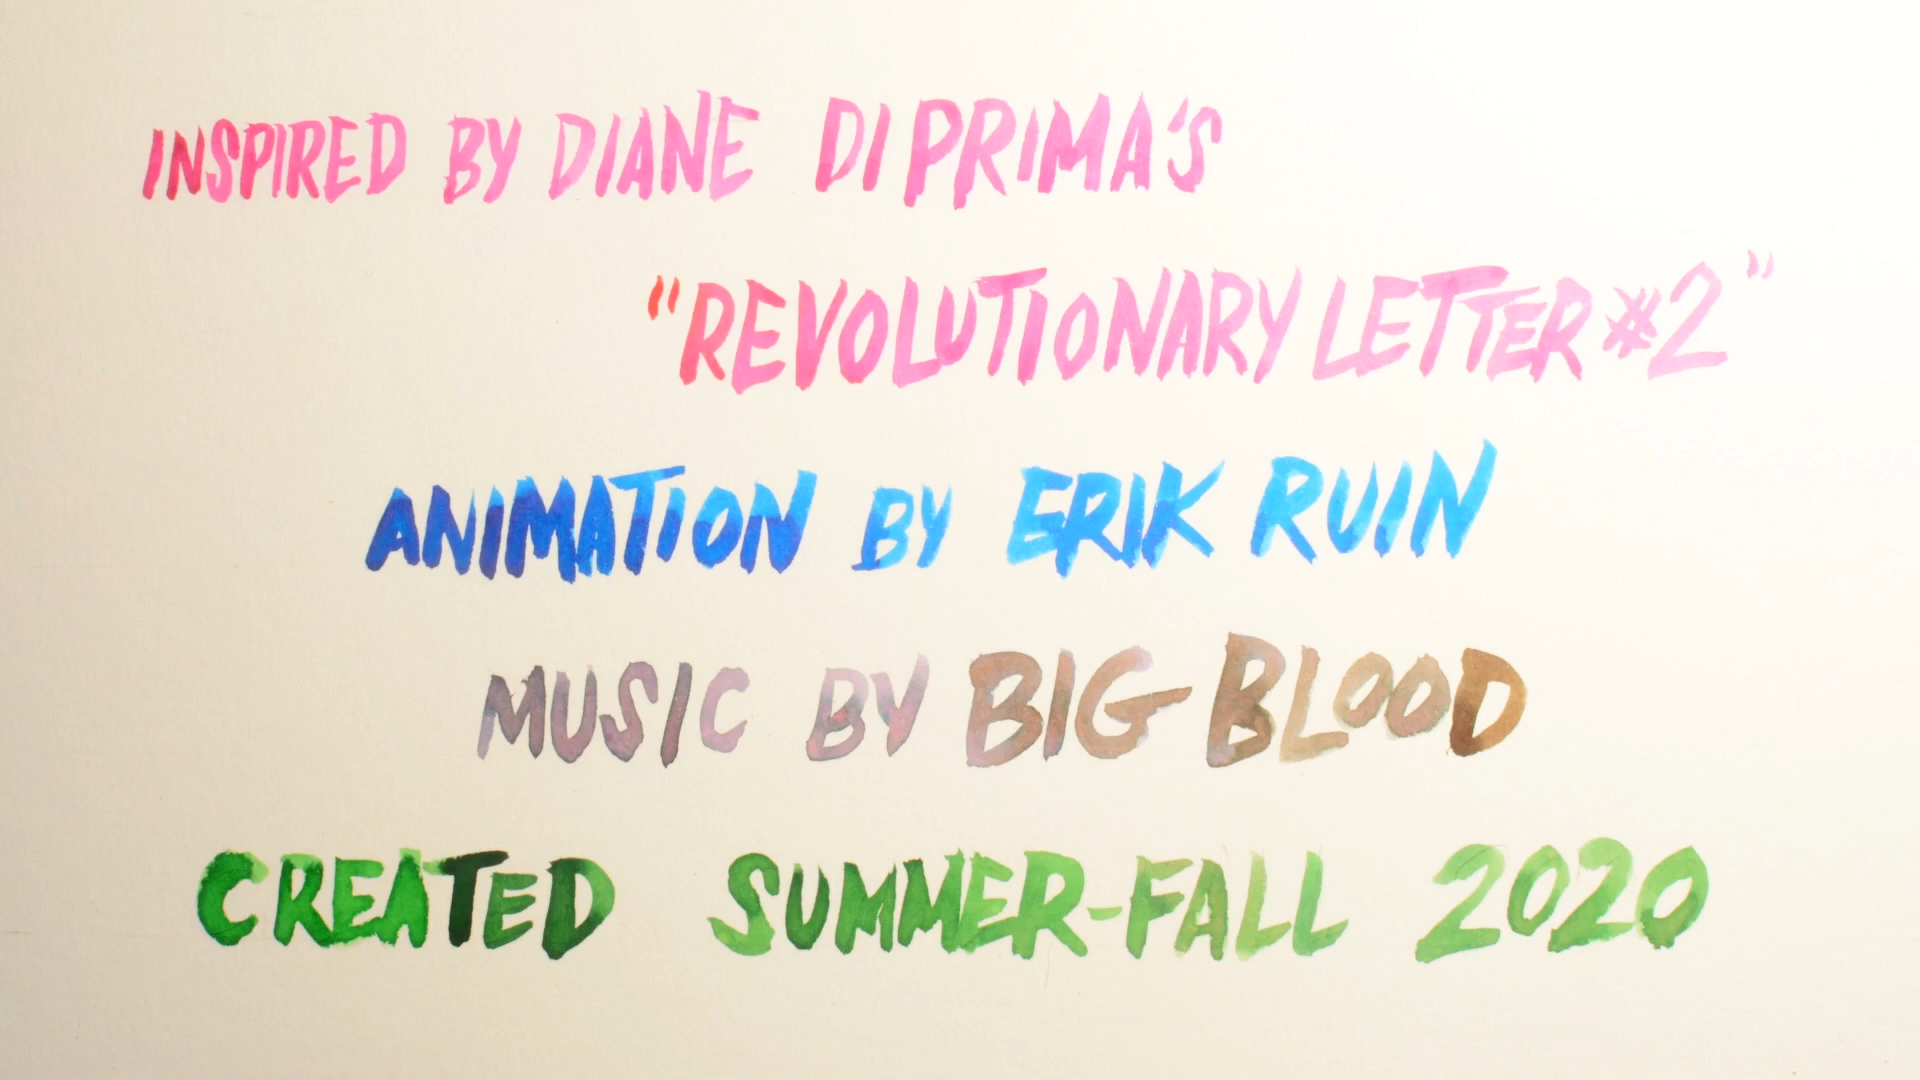 INSPIRED BY DIANE DI PRIMA'S
"REVOLUTIONARY LETTER #2"
ANIMATION BY ERIK RUIN
MUSIC BY BIG BLOOD
CREATED SUMMER-FALL 2020